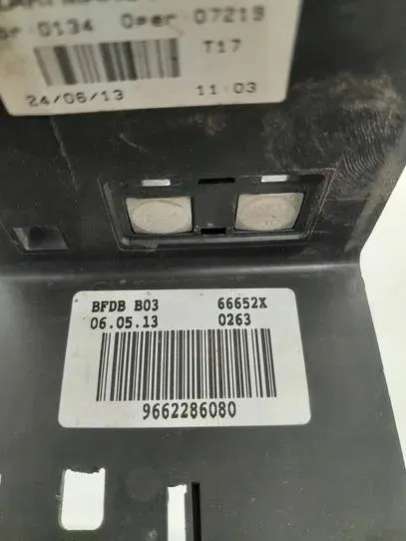 0134 Oper 07219
T17
24/06/13 11:03
BFDB B03 66652X
06.05.13 0263
9662286080